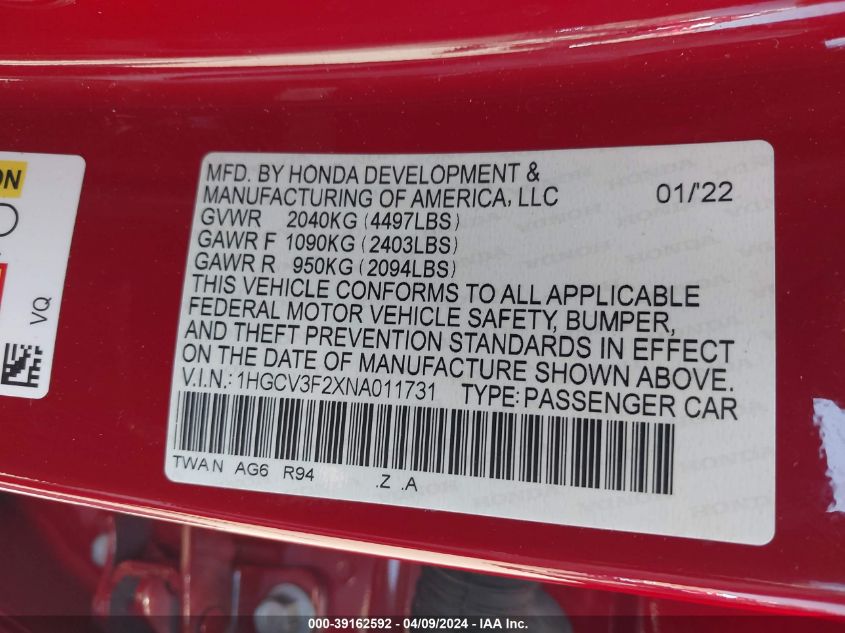 ON
VQ
MFD. BY HONDA DEVELOPMENT &
MANUFACTURING OF AMERICA, LLC 01/'22
GVWR 2040KG (4497LBS)
GAWR F 1090KG (2403LBS)
GAWR R 950KG (2094LBS)
THIS VEHICLE CONFORMS TO ALL APPLICABLE
FEDERAL MOTOR VEHICLE SAFETY, BUMPER,
AND THEFT PREVENTION STANDARDS IN EFFECT
ON THE DATE OF MANUFACTURE SHOWN ABOVE.
V.I.N.: 1HGCV3F2XNA011731 TYPE: PASSENGER CAR
TWAN AG6 R94 .Z .A
000-39162592 - 04/09/2024 - IAA Inc.